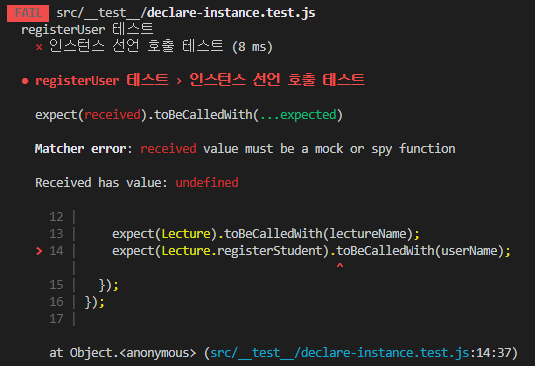 FAIL src/__test__/declare-instance.test.js
registerUser 테스트
× 인스턴스 선언 호출 테스트 (8 ms)
● registerUser 테스트 › 인스턴스 선언 호출 테스트
expect(received).toBeCalledWith(...expected)
Matcher error: received value must be a mock or spy function
Received has value: undefined
12 |
13 | expect(Lecture).toBeCalledWith(lectureName);
> 14 | expect(Lecture.registerStudent).toBeCalledWith(userName);
| ^
15 | });
16 | });
17 |
at Object.<anonymous> (src/__test__/declare-instance.test.js:14:37)